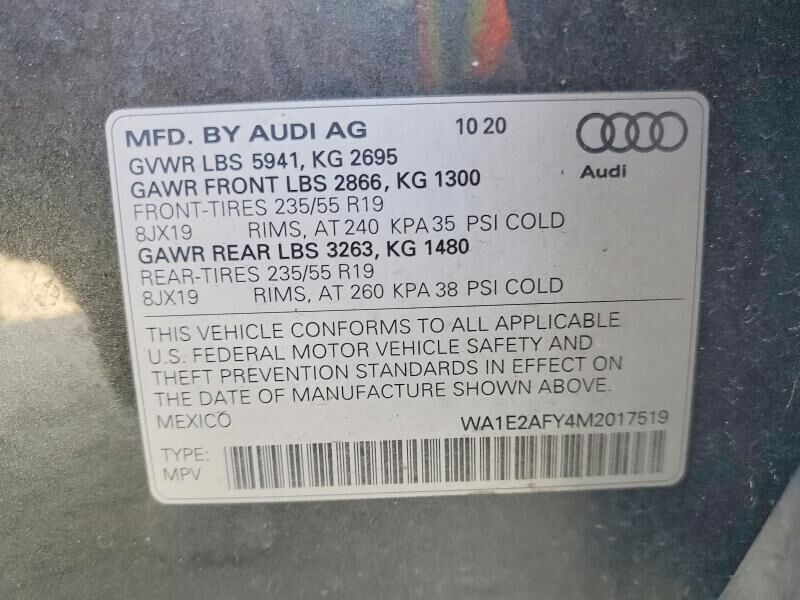 MFD. BY AUDI AG 10 20
GVWR LBS 5941, KG 2695
Audi
GAWR FRONT LBS 2866, KG 1300
FRONT-TIRES 235/55 R19
8JX19 RIMS, AT 240 KPA 35 PSI COLD
GAWR REAR LBS 3263, KG 1480
REAR-TIRES 235/55 R19
8JX19 RIMS, AT 260 KPA 38 PSI COLD
THIS VEHICLE CONFORMS TO ALL APPLICABLE
U.S. FEDERAL MOTOR VEHICLE SAFETY AND
THEFT PREVENTION STANDARDS IN EFFECT ON
THE DATE OF MANUFACTURE SHOWN ABOVE.
MEXICO WA1E2AFY4M2017519
TYPE:
MPV